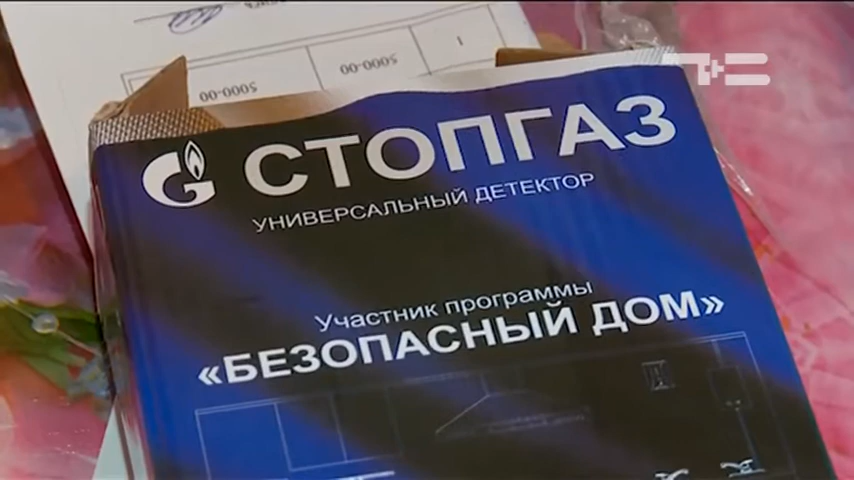 1
5000-00
5000-00
СТОПГАЗ
УНИВЕРСАЛЬНЫЙ ДЕТЕКТОР
Участник программы
«БЕЗОПАСНЫЙ ДОМ»